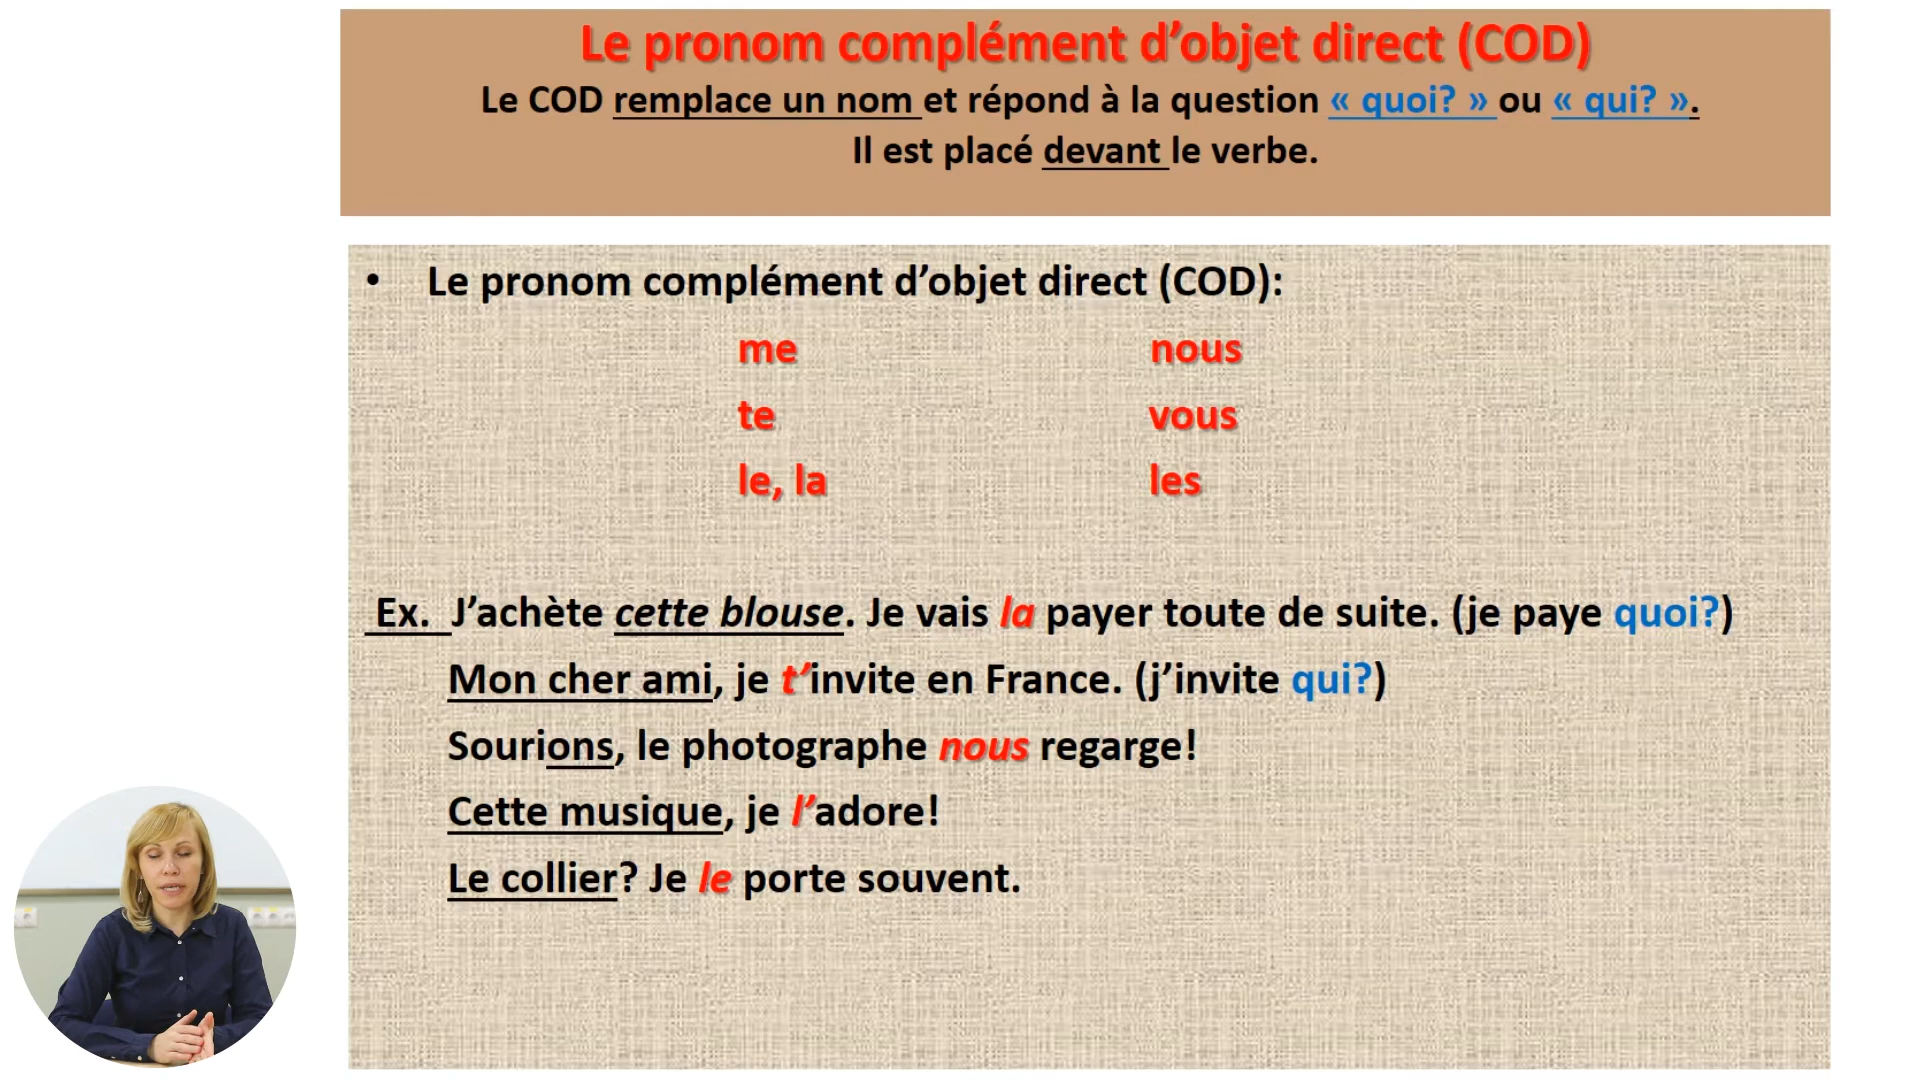 Le pronom complément d’objet direct (COD)
Le COD remplace un nom et répond à la question « quoi? » ou « qui? ».
Il est placé devant le verbe.
• Le pronom complément d’objet direct (COD):
me nous
te vous
le, la les
Ex. J’achète cette blouse. Je vais la payer toute de suite. (je paye quoi?)
Mon cher ami, je t’invite en France. (j’invite qui?)
Sourions, le photographe nous regarge!
Cette musique, je l’adore!
Le collier? Je le porte souvent.